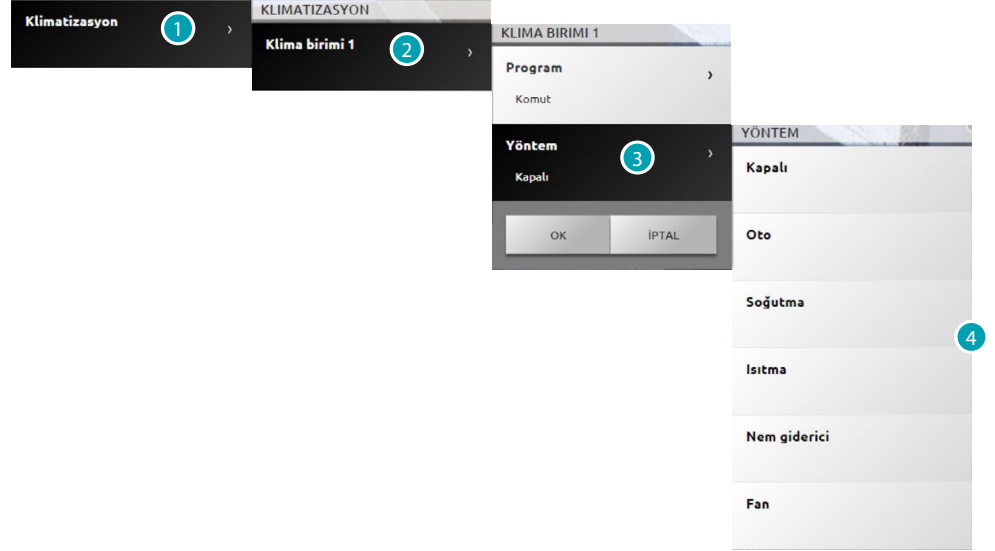 Klimatizasyon
1
KLIMATIZASYON
Klima birimi 1
2
KLIMA BIRIMI 1
Program
Komut
Yöntem
3
Kapalı
OK
İPTAL
YÖNTEM
Kapalı
Oto
Soğutma
4
Isıtma
Nem giderici
Fan